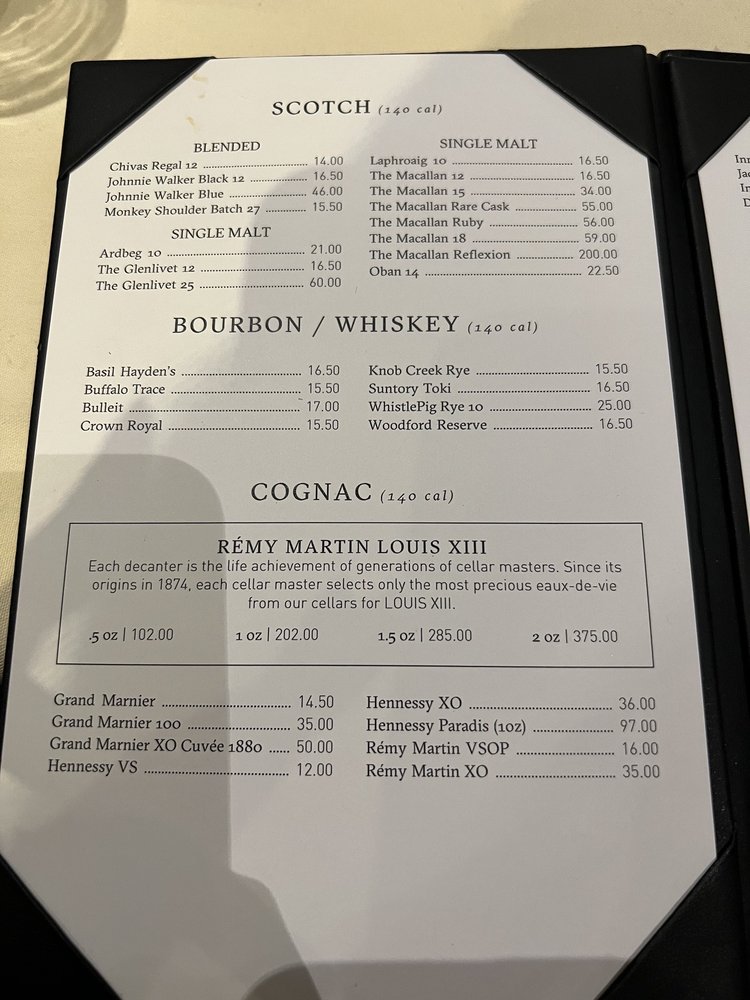 SCOTCH (140 cal)
BLENDED
Chivas Regal 12 ........ 14.00
Johnnie Walker Black 12 ........ 16.50
Johnnie Walker Blue ........ 46.00
Monkey Shoulder Batch 27 ........ 15.50
SINGLE MALT
Ardbeg 10 ........ 21.00
The Glenlivet 12 ........ 16.50
The Glenlivet 25 ........ 60.00
SINGLE MALT
Laphroaig 10 ........ 16.50
The Macallan 12 ........ 16.50
The Macallan 15 ........ 34.00
The Macallan Rare Cask ........ 55.00
The Macallan Ruby ........ 56.00
The Macallan 18 ........ 59.00
The Macallan Reflexion ........ 200.00
Oban 14 ........ 22.50
BOURBON / WHISKEY (140 cal)
Basil Hayden's ........ 16.50
Buffalo Trace ........ 15.50
Bulleit ........ 17.00
Crown Royal ........ 15.50
Knob Creek Rye ........ 15.50
Suntory Toki ........ 16.50
WhistlePig Rye 10 ........ 25.00
Woodford Reserve ........ 16.50
COGNAC (140 cal)
RÉMY MARTIN LOUIS XIII
Each decanter is the life achievement of generations of cellar masters. Since its
origins in 1874, each cellar master selects only the most precious eaux-de-vie
from our cellars for LOUIS XIII.
.5 oz | 102.00 1 oz | 202.00 1.5 oz | 285.00 2 oz | 375.00
Grand Marnier ........ 14.50
Grand Marnier 100 ........ 35.00
Grand Marnier XO Cuvée 1880 ..... 50.00
Hennessy VS ........ 12.00
Hennessy XO ........ 36.00
Hennessy Paradis (1oz) ........ 97.00
Rémy Martin VSOP ........ 16.00
Rémy Martin XO ........ 35.00